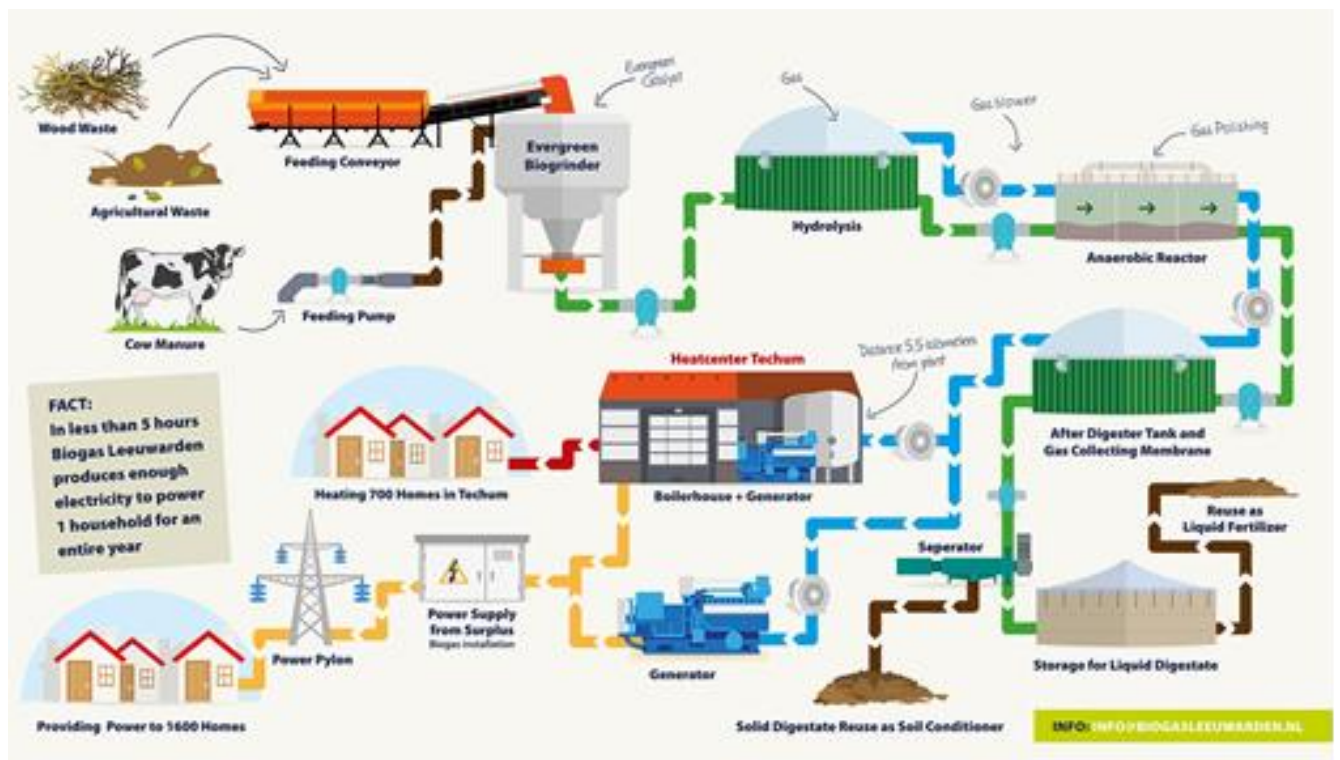 Wood Waste
Agricultural Waste
Cow Manure
Feeding Conveyor
Feeding Pump
Evergreen
Catalyst
Evergreen
Biogrinder
Gas
Hydrolysis
Gas blower
Gas Polishing
Anaerobic Reactor
FACT:
In less than 5 hours
Biogas Leeuwarden
produces enough
electricity to power
1 household for an
entire year
Heating 700 Homes in Techum
Heatcenter Techum
Boilerhouse + Generator
Distance 5.5 kilometers
from plant
After Digester Tank and
Gas Collecting Membrane
Reuse as
Liquid Fertilizer
Seperator
Storage for Liquid Digestate
Power Supply
from Surplus
Biogas installation
Generator
Power Pylon
Providing Power to 1600 Homes
Solid Digestate Reuse as Soil Conditioner
INFO: INFO@BIOGASLEEUWARDEN.NL